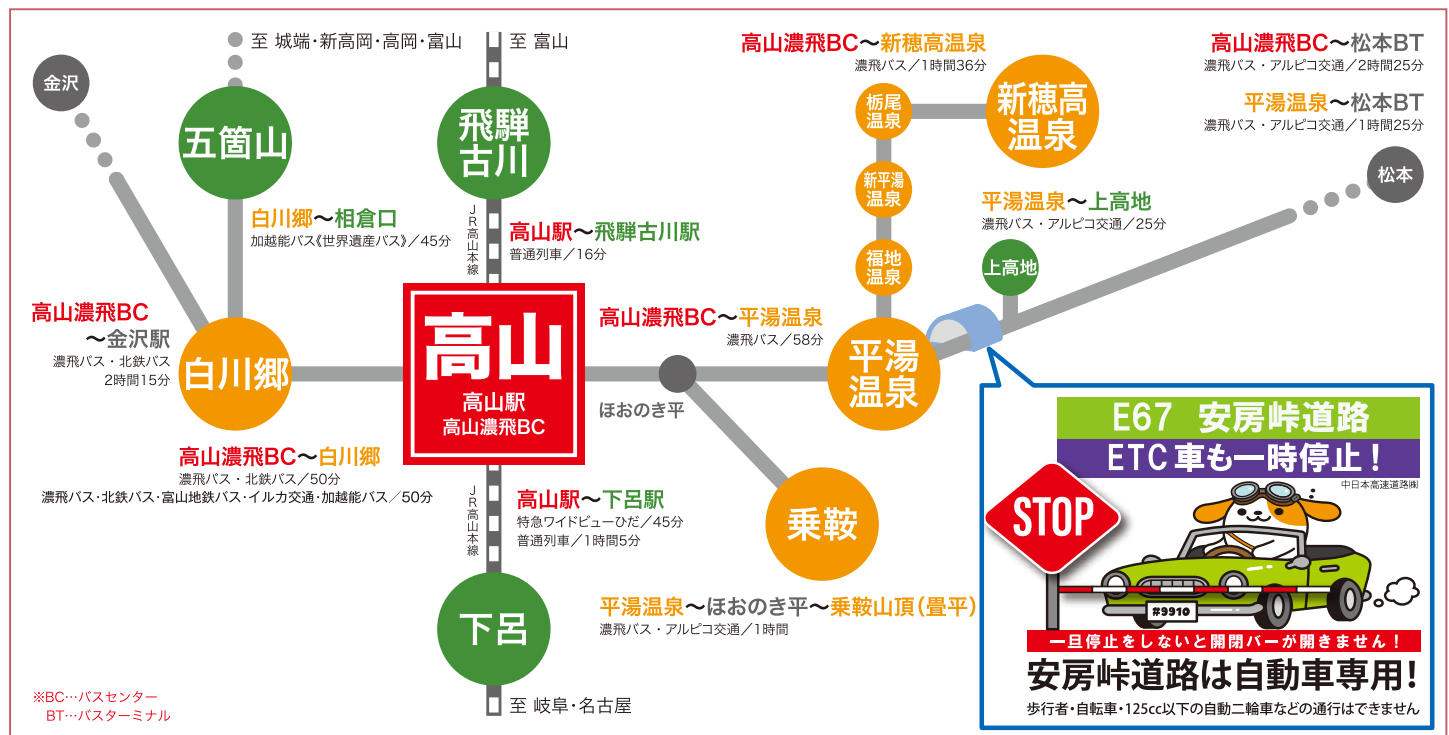 金沢
至 城端・新高岡・高岡・富山
五箇山
白川郷〜相倉口
加越能バス《世界遺産バス》／45分
至 富山
飛騨
古川
JR高山本線
高山駅〜飛騨古川駅
普通列車／16分
高山濃飛BC〜新穂高温泉
濃飛バス／1時間36分
栃尾
温泉
新穂高
温泉
新平湯
温泉
福地
温泉
高山濃飛BC〜松本BT
濃飛バス・アルピコ交通／2時間25分
平湯温泉〜松本BT
濃飛バス・アルピコ交通／1時間25分
松本
平湯温泉〜上高地
濃飛バス・アルピコ交通／25分
上高地
高山濃飛BC
〜金沢駅
濃飛バス・北鉄バス
2時間15分
白川郷
高山
高山駅
高山濃飛BC
高山濃飛BC〜平湯温泉
濃飛バス／58分
ほおのき平
平湯
温泉
高山濃飛BC〜白川郷
濃飛バス・北鉄バス／50分
濃飛バス・北鉄バス・富山地鉄バス・イルカ交通・加越能バス／50分
JR高山本線
高山駅〜下呂駅
特急ワイドビューひだ／45分
普通列車／1時間5分
下呂
至 岐阜・名古屋
乗鞍
平湯温泉〜ほおのき平〜乗鞍山頂（畳平）
濃飛バス・アルピコ交通／1時間
E67 安房峠道路
ETC車も一時停止！
中日本高速道路㈱
STOP
#9910
一旦停止をしないと開閉バーが開きません！
安房峠道路は自動車専用！
歩行者・自転車・125cc以下の自動二輪車などの通行はできません
※BC…バスセンター
BT…バスターミナル